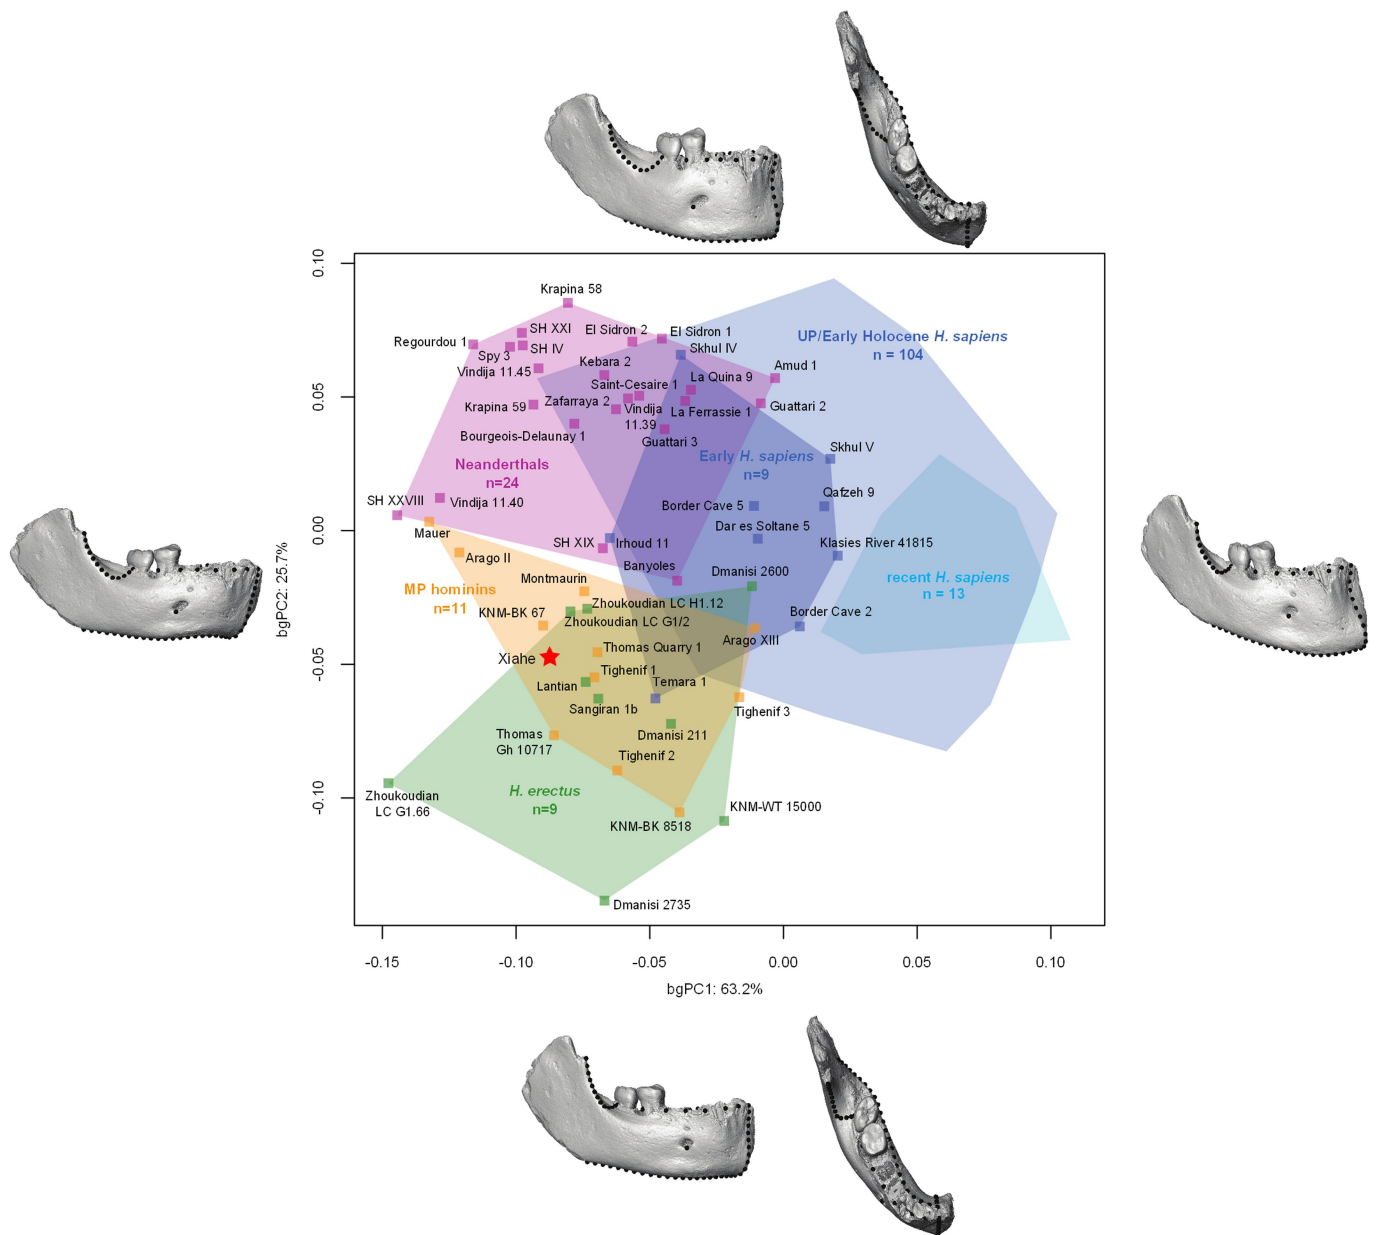 0.10
0.05
0.00
-0.05
-0.10
bgPC2: 25.7%
Krapina 58
SH XXI
El Sidron 2
El Sidron 1
Regourdou 1
Spy 3
SH IV
Skhul IV
Vindija 11.45
Kebara 2
Amud 1
Saint-Cesaire 1
La Quina 9
Krapina 59
Zafarraya 2
Vindija
11.39
La Ferrassie 1
Guattari 2
Bourgeois-Delaunay 1
Guattari 3
UP/Early Holocene H. sapiens
n = 104
Skhul V
Early H. sapiens
n=9
Neanderthals
n=24
SH XXVIII
Vindija 11.40
Border Cave 5
Qafzeh 9
Mauer
Dar es Soltane 5
SH XIX
Irhoud 11
Klasies River 41815
Arago II
Banyoles
Dmanisi 2600
Montmaurin
MP hominins
n=11
recent H. sapiens
n = 13
KNM-BK 67
Zhoukoudian LC H1.12
Zhoukoudian LC G1/2
Border Cave 2
Arago XIII
Xiahe
Thomas Quarry 1
Tighenif 1
Lantian
Temara 1
Sangiran 1b
Tighenif 3
Thomas
Gh 10717
Dmanisi 211
Tighenif 2
Zhoukoudian
LC G1.66
H. erectus
n=9
KNM-WT 15000
KNM-BK 8518
Dmanisi 2735
-0.15
-0.10
-0.05
0.00
0.05
0.10
bgPC1: 63.2%